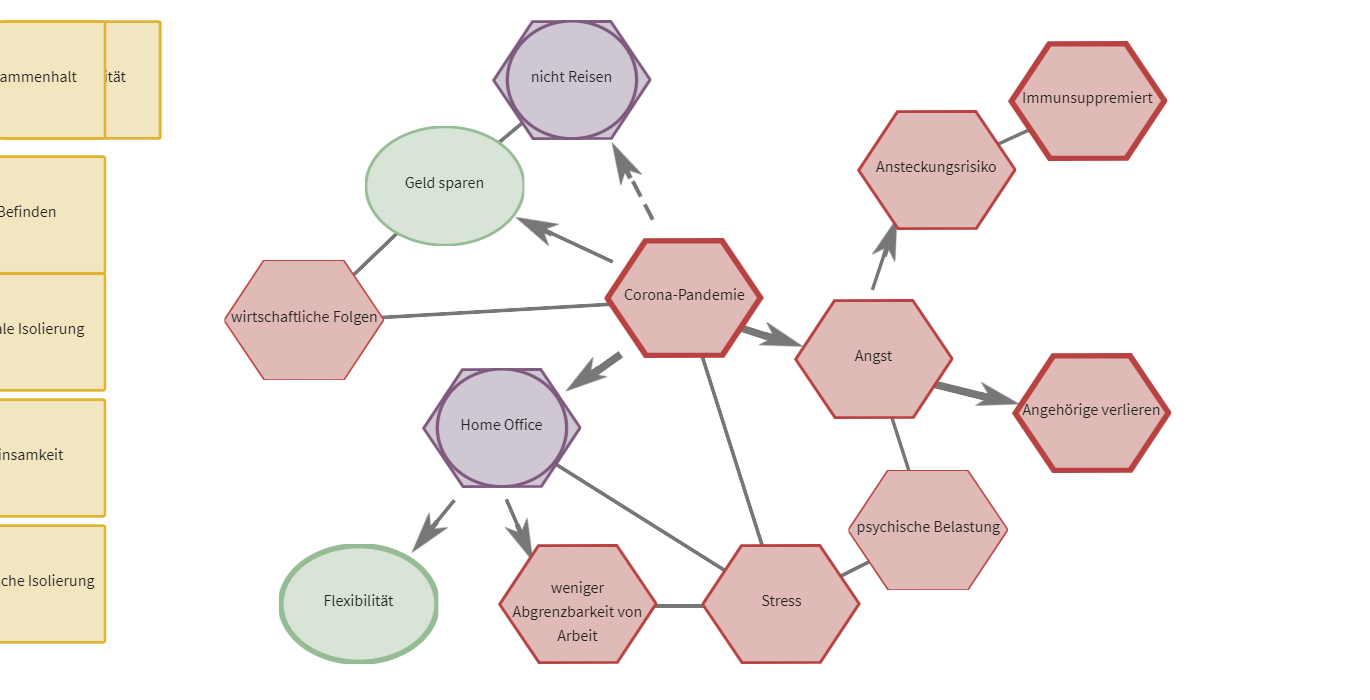 ammenhalt
ität
Befinden
ale Isolierung
insamkeit
che Isolierung
nicht Reisen
Geld sparen
wirtschaftliche Folgen
Corona-Pandemie
Home Office
Flexibilität
weniger
Abgrenzbarkeit von
Arbeit
Stress
psychische Belastung
Angst
Angehörige verlieren
Ansteckungsrisiko
Immunsuppremiert